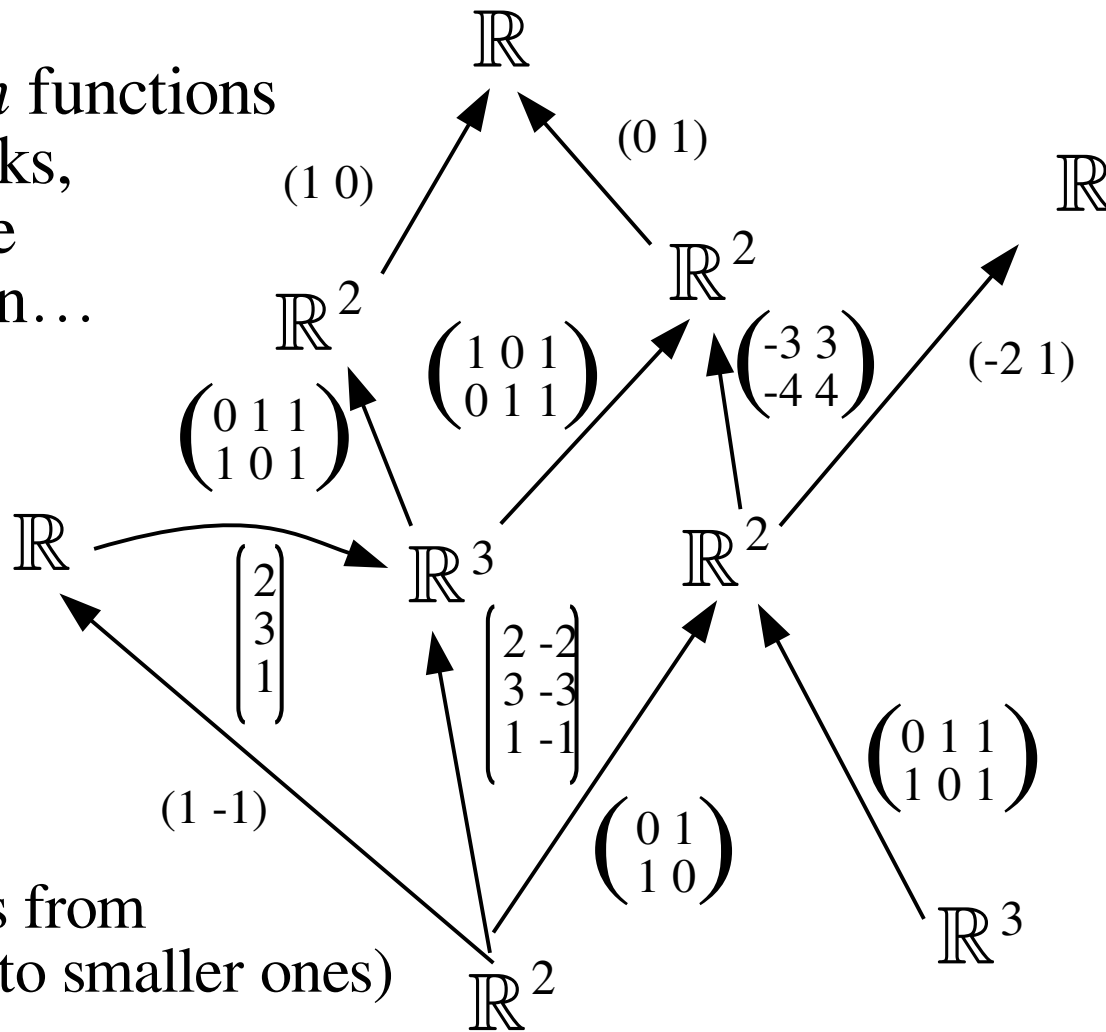 ℝ
functions
(0 1)
(1 0)
ℝ
ℝ²
ℝ²
(1 0 1
0 1 1)
(-3 3
-4 4)
(-2 1)
(0 1 1
1 0 1)
ℝ
ℝ³
ℝ²
(2
3
1)
(2 -2
3 -3
1 -1)
(0 1 1
1 0 1)
(1 -1)
(0 1
1 0)
from
to smaller ones)
ℝ³
ℝ²